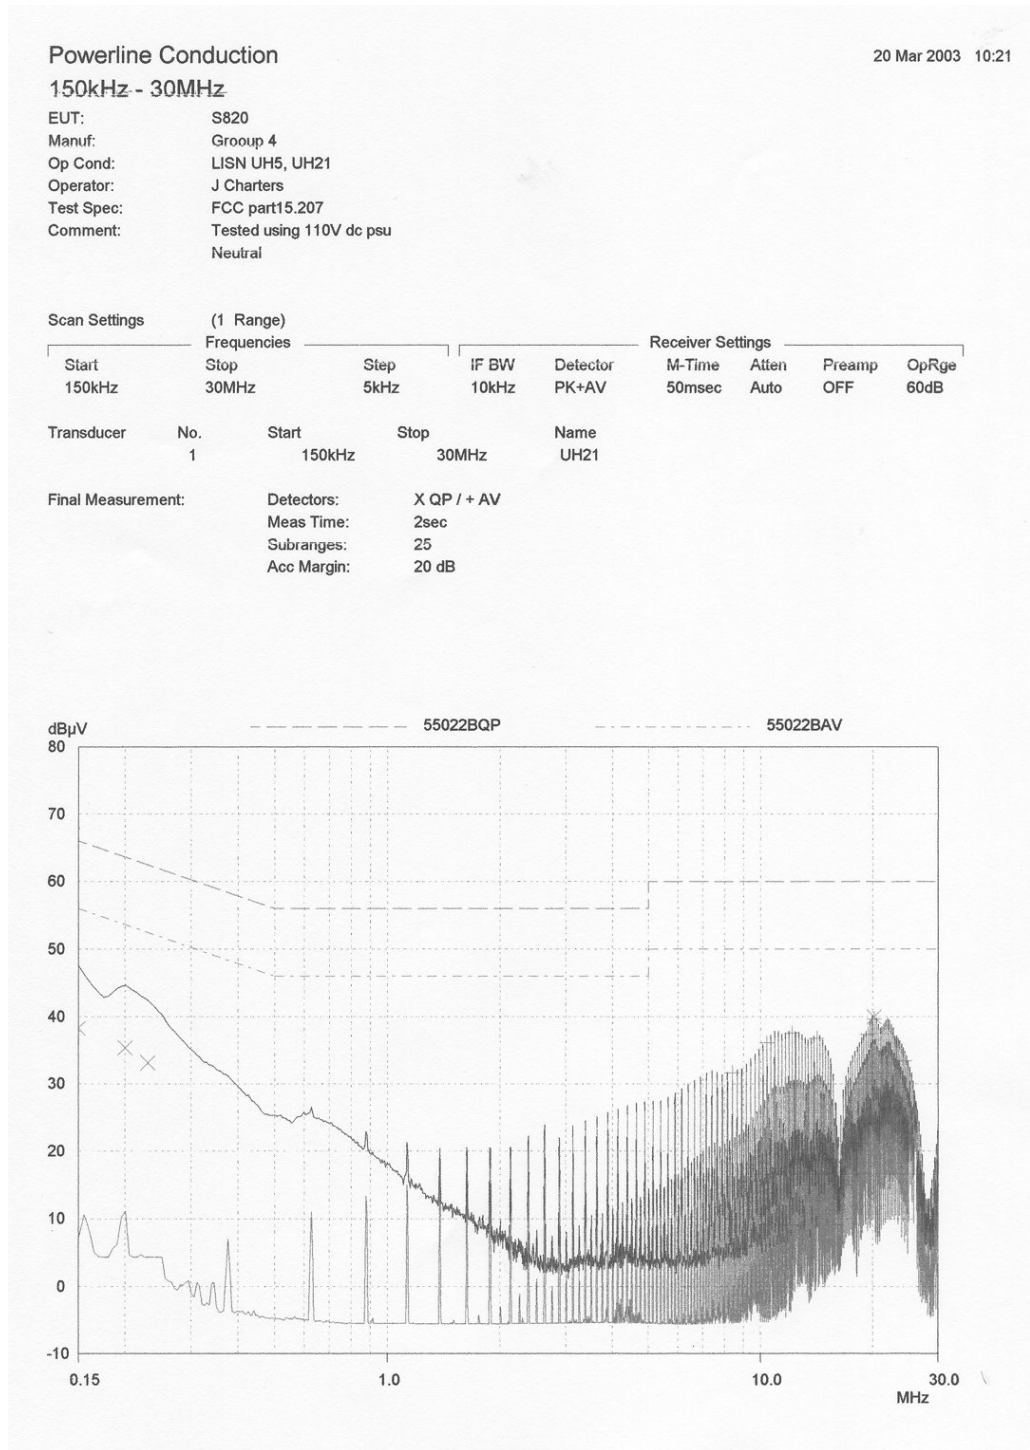 Powerline Conduction 20 Mar 2003 10:21
150kHz - 30MHz
EUT: S820
Manuf: Grooup 4
Op Cond: LISN UH5, UH21
Operator: J Charters
Test Spec: FCC part15.207
Comment: Tested using 110V dc psu
Neutral
Scan Settings (1 Range)
Frequencies Receiver Settings
Start Stop Step IF BW Detector M-Time Atten Preamp OpRge
150kHz 30MHz 5kHz 10kHz PK+AV 50msec Auto OFF 60dB
Transducer No. Start Stop Name
1 150kHz 30MHz UH21
Final Measurement: Detectors: X QP / + AV
Meas Time: 2sec
Subranges: 25
Acc Margin: 20 dB
dBµV 55022BQP 55022BAV
80
70
60
50
40
30
20
10
0
-10
0.15 1.0 10.0 30.0
MHz